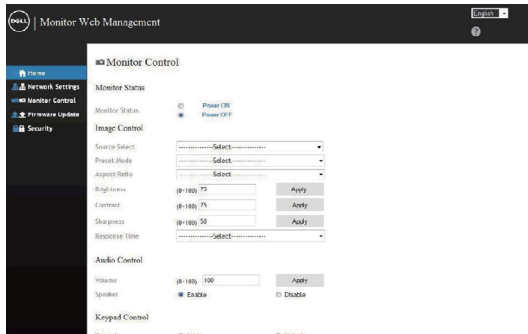 DELL | Monitor Web Management
English
?
Home
Network Settings
Monitor Control
Firmware Update
Security
Monitor Control
Monitor Status
Monitor Status
Power ON
Power OFF
Image Control
Source Select ---------------Select---------------
Preset Mode ---------------Select---------------
Aspect Ratio ---------------Select---------------
Brightness (0~100) 75 Apply
Contrast (0~100) 75 Apply
Sharpness (0~100) 50 Apply
Response Time ---------------Select---------------
Audio Control
Volume (0~100) 100 Apply
Speaker Enable Disable
Keypad Control